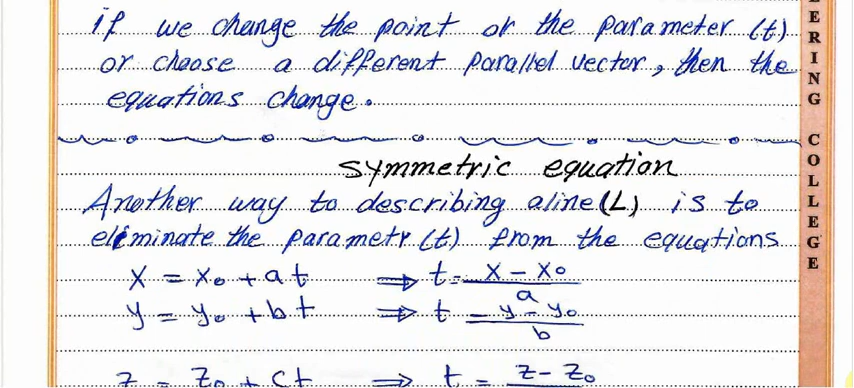 if we change the point or the parameter (t)
or choose a different parallel vector, then the
equations change.
symmetric equation
Another way to describing a line (L) is to
eliminate the parametr (t) from the equations
x = x₀ + at ⇒ t = x - x₀ / a
y = y₀ + bt ⇒ t = y - y₀ / b
z = z₀ + ct ⇒ t = z - z₀
ERING COLLEGE